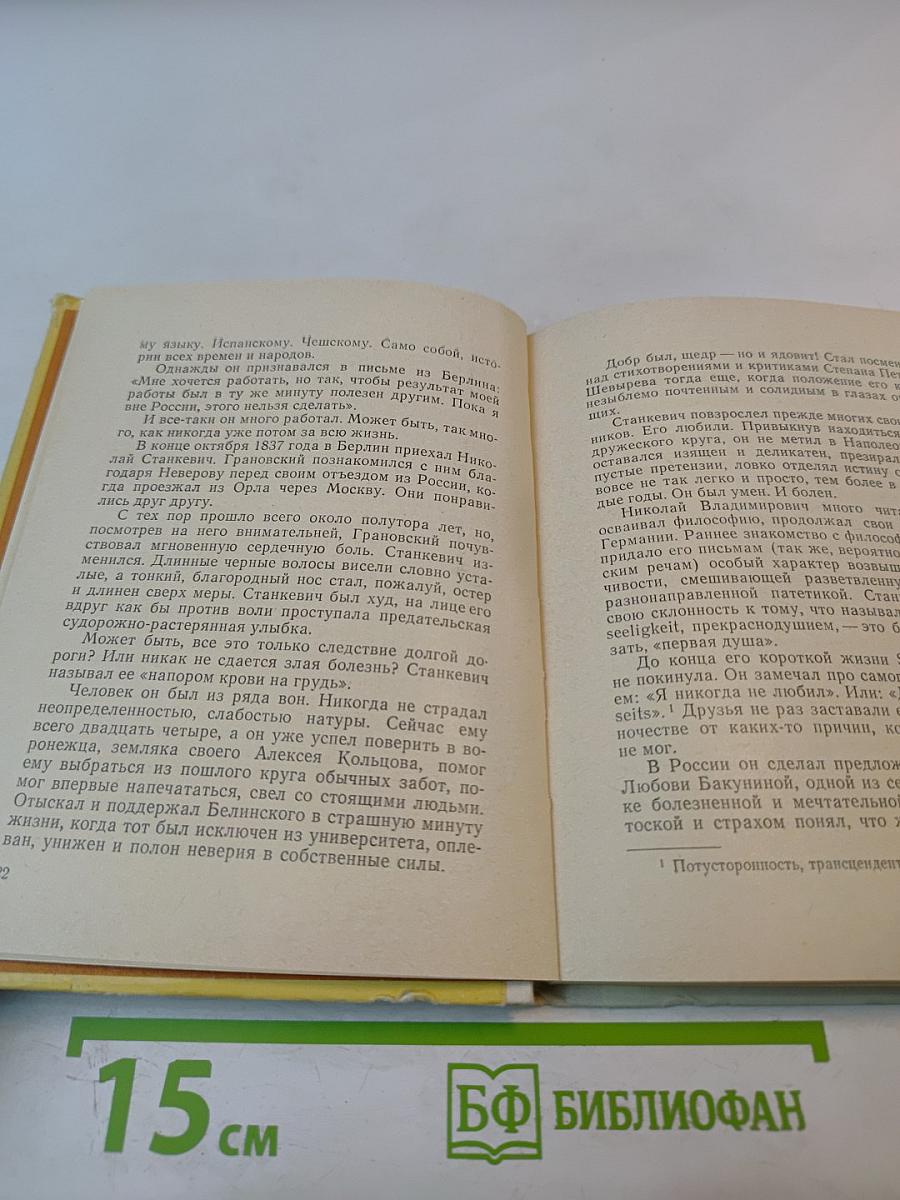 му языку. Испанскому. Чешскому. Само собой, исто-
рии всех времен и народов.
Однажды он признавался в письме из Берлина:
«Мне хочется работать, но так, чтобы результат моей
работы был в ту же минуту полезен другим. Пока я
вне России, этого нельзя сделать».
И все-таки он много работал. Может быть, так мно-
го, как никогда уже потом за всю жизнь.
В конце октября 1837 года в Берлин приехал Нико-
лай Станкевич. Грановский познакомился с ним бла-
годаря Неверову перед своим отъездом из России, ко-
гда проезжал из Орла через Москву. Они понрави-
лись друг другу.
С тех пор прошло всего около полутора лет, но,
посмотрев на него внимательней, Грановский почув-
ствовал мгновенную сердечную боль. Станкевич из-
менился. Длинные черные волосы висели словно уста-
лые, а тонкий, благородный нос стал, пожалуй, остер
и длинен сверх меры. Станкевич был худ, на лице его
вдруг как бы против воли проступала предательская
судорожно-растерянная улыбка.
Может быть, все это только следствие долгой до-
роги? Или никак не сдается злая болезнь? Станкевич
называл ее «напором крови на грудь».
Человек он был из ряда вон. Никогда не страдал
неопределенностью, слабостью натуры. Сейчас ему
всего двадцать четыре, а он уже успел поверить в во-
ронежца, земляка своего Алексея Кольцова, помог
ему выбраться из пошлого круга обычных забот, по-
мог впервые напечататься, свел со стоящими людьми.
Отыскал и поддержал Белинского в страшную минуту
жизни, когда тот был исключен из университета, опле-
ван, унижен и полон неверия в собственные силы.
22
Добр был, щедр — но и ядовит! Стал посмеи
над стихотворениями и критиками Степана Пет
Шевырева тогда еще, когда положение его к
незыблемо почтенным и солидным в глазах о
щих.
Станкевич повзрослел прежде многих сво
ников. Его любили. Привыкнув находиться
дружеского круга, он не метил в Наполео
оставался изящен и деликатен, презирал
пустые претензии, ловко отделял истину о
вовсе не так легко и просто, тем более в
дые годы. Он был умен. И болен.
Николай Владимирович много чита
осваивал философию, продолжал свои
Германии. Раннее знакомство с философ
придало его письмам (так же, вероятно
ским речам) особый характер возвыш
чивости, смешивающей разветвленну
разнонаправленной патетикой. Стан
свою склонность к тому, что называл
seeligkeit, прекраснодушием, — это б
зать, «первая душа».
До конца его короткой жизни
не покинула. Он замечал про само
ем: «Я никогда не любил». Или: «
seits».¹ Друзья не раз заставали е
ночестве от каких-то причин, ко
не мог.
В России он сделал предлож
Любови Бакуниной, одной из се
ке болезненной и мечтательной
тоской и страхом понял, что
¹ Потусторонность, трансцендент
15 см
БФ БИБЛИОФАН